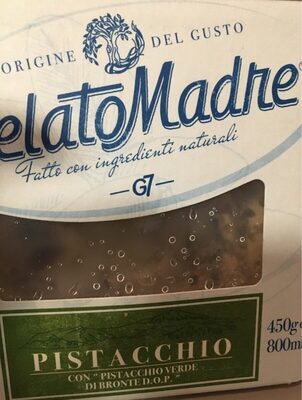 ORIGINE DEL GUSTO
elatoMadre
Fatto con ingredienti naturali
G7
PISTACCHIO
CON "PISTACCHIO VERDE
DI BRONTE D.O.P."
450g
800m